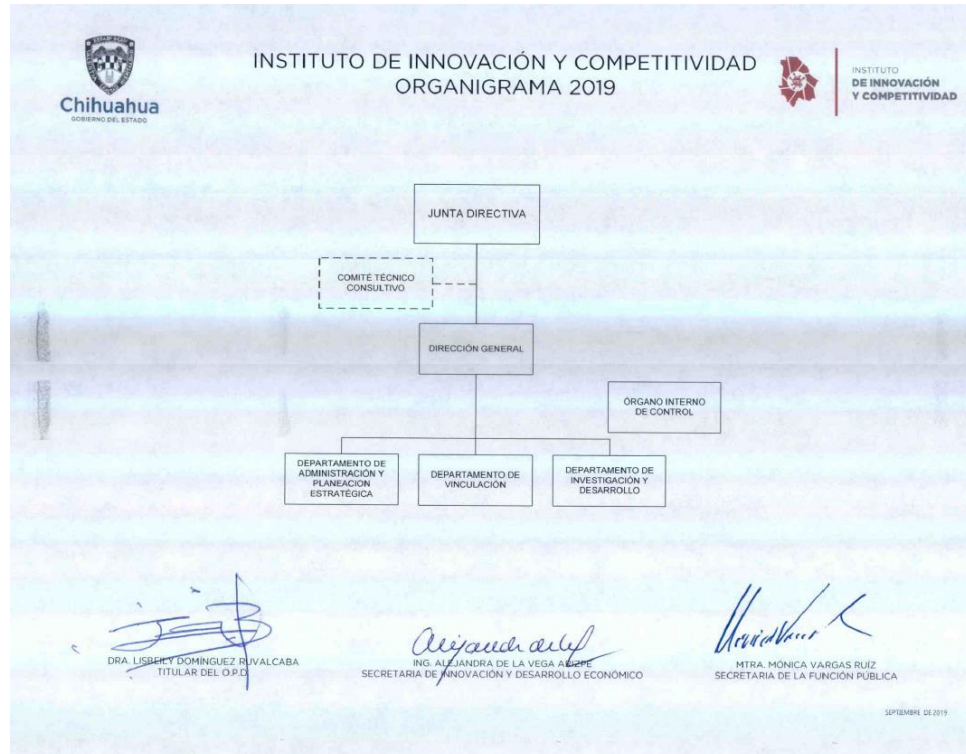 INSTITUTO DE INNOVACIÓN Y COMPETITIVIDAD
ORGANIGRAMA 2019
Chihuahua
GOBIERNO DEL ESTADO
INSTITUTO
DE INNOVACIÓN
Y COMPETITIVIDAD
JUNTA DIRECTIVA
COMITÉ TÉCNICO
CONSULTIVO
DIRECCIÓN GENERAL
ÓRGANO INTERNO
DE CONTROL
DEPARTAMENTO DE
ADMINISTRACIÓN Y
PLANEACION
ESTRATÉGICA
DEPARTAMENTO DE
VINCULACIÓN
DEPARTAMENTO DE
INVESTIGACIÓN Y
DESARROLLO
DRA. LISBEILY DOMÍNGUEZ RUVALCABA
TITULAR DEL O.P.D.
ING. ALEJANDRA DE LA VEGA ARIZPE
SECRETARIA DE INNOVACIÓN Y DESARROLLO ECONÓMICO
MTRA. MÓNICA VARGAS RUÍZ
SECRETARIA DE LA FUNCIÓN PÚBLICA
SEPTIEMBRE DE 2019